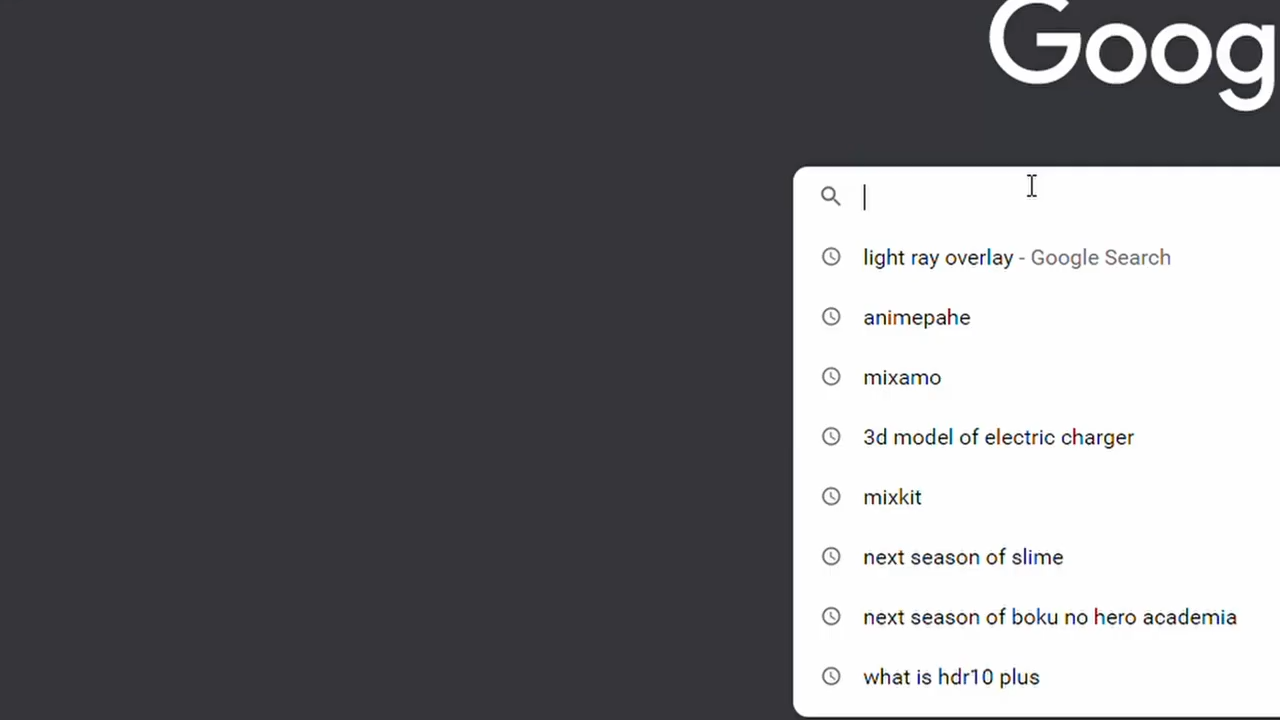 Goog
light ray overlay - Google Search
animepahe
mixamo
3d model of electric charger
mixkit
next season of slime
next season of boku no hero academia
what is hdr10 plus